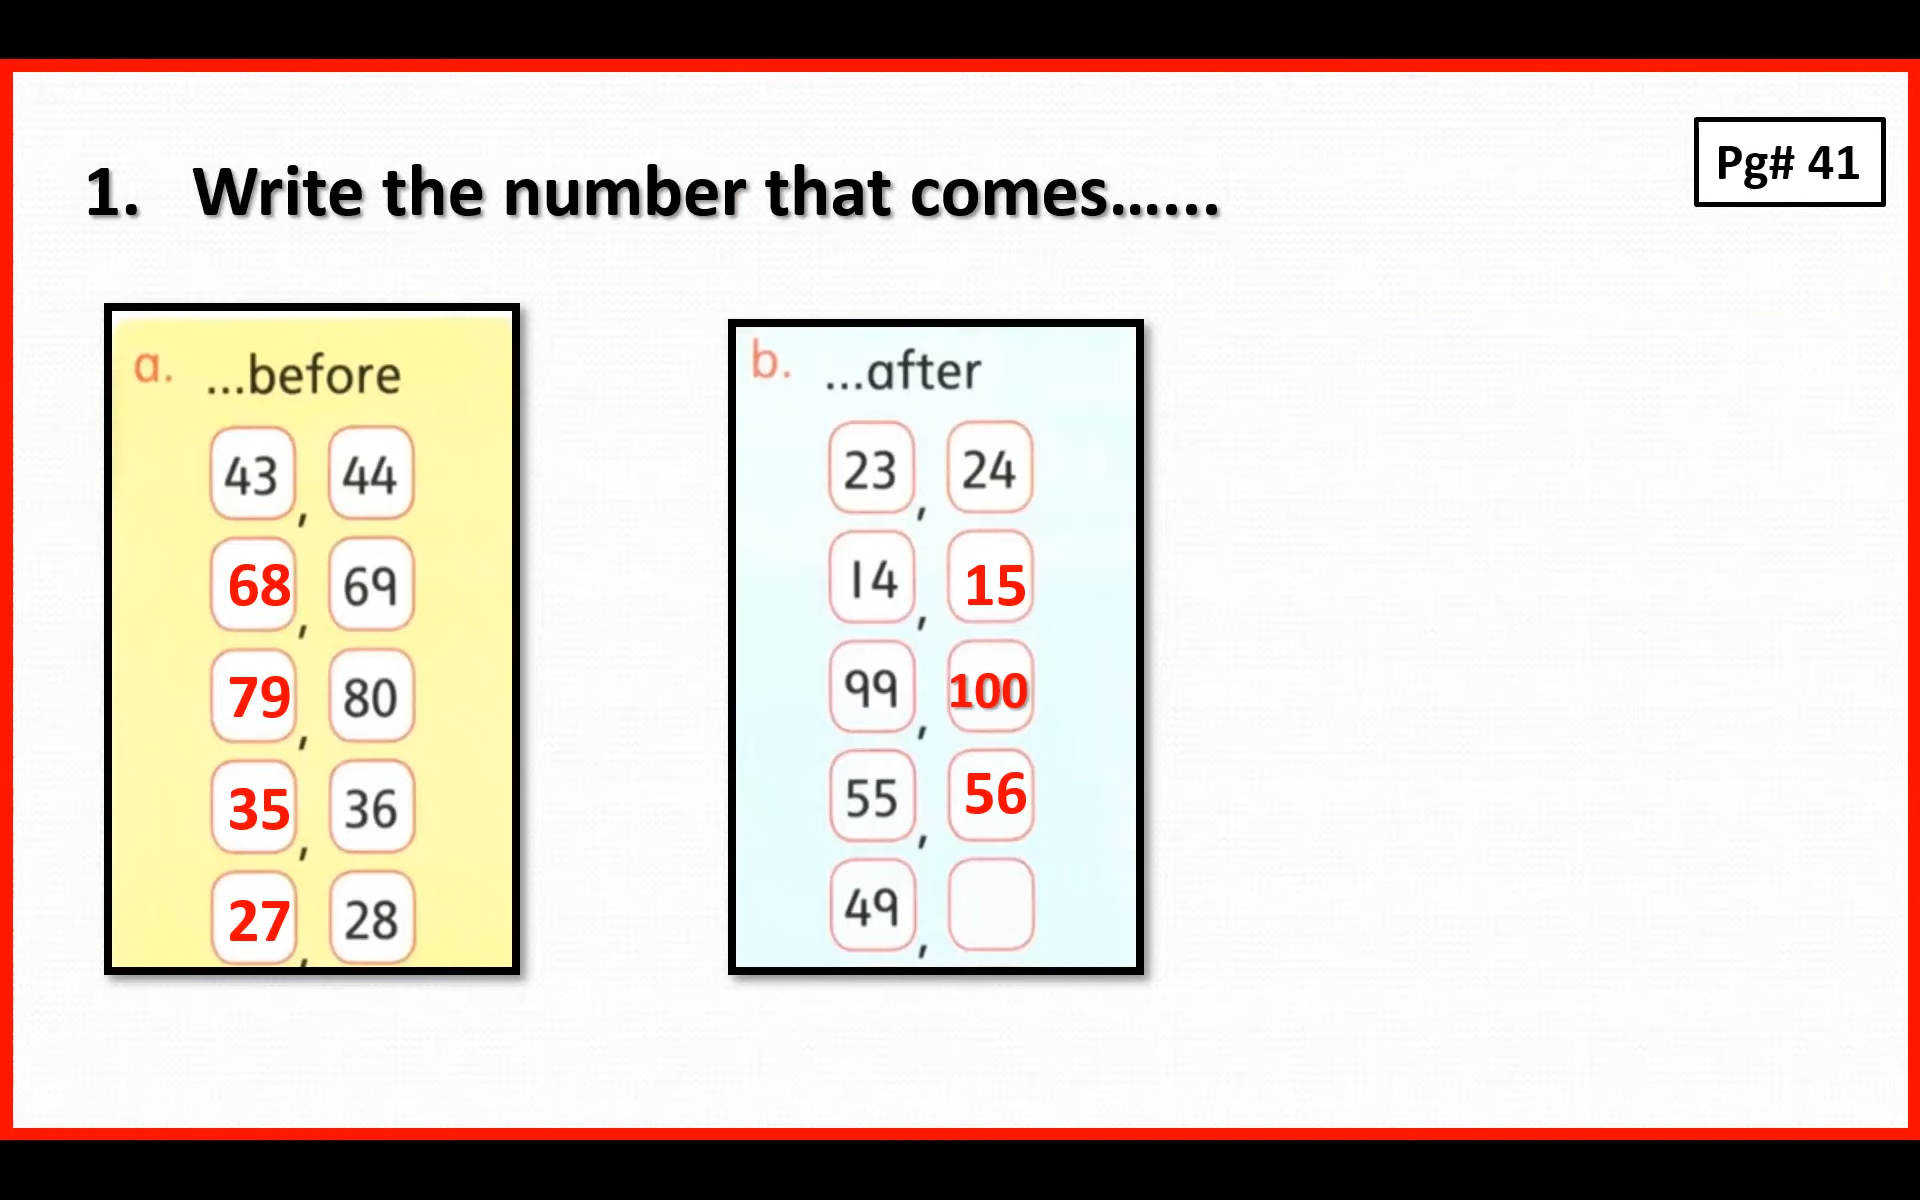 Pg# 41
1. Write the number that comes......
a. ...before
43, 44
68, 69
79, 80
35, 36
27, 28
b. ...after
23, 24
14, 15
99, 100
55, 56
49,